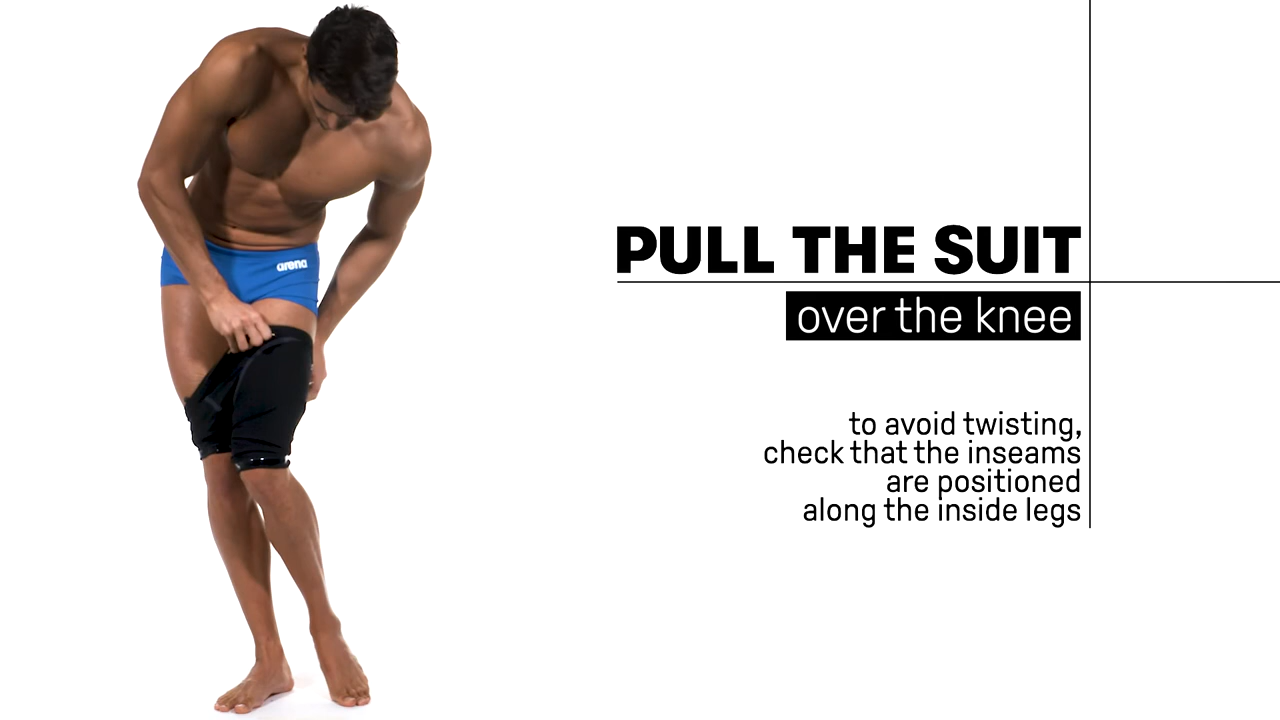 arena
PULL THE SUIT
over the knee
to avoid twisting,
check that the inseams
are positioned
along the inside legs